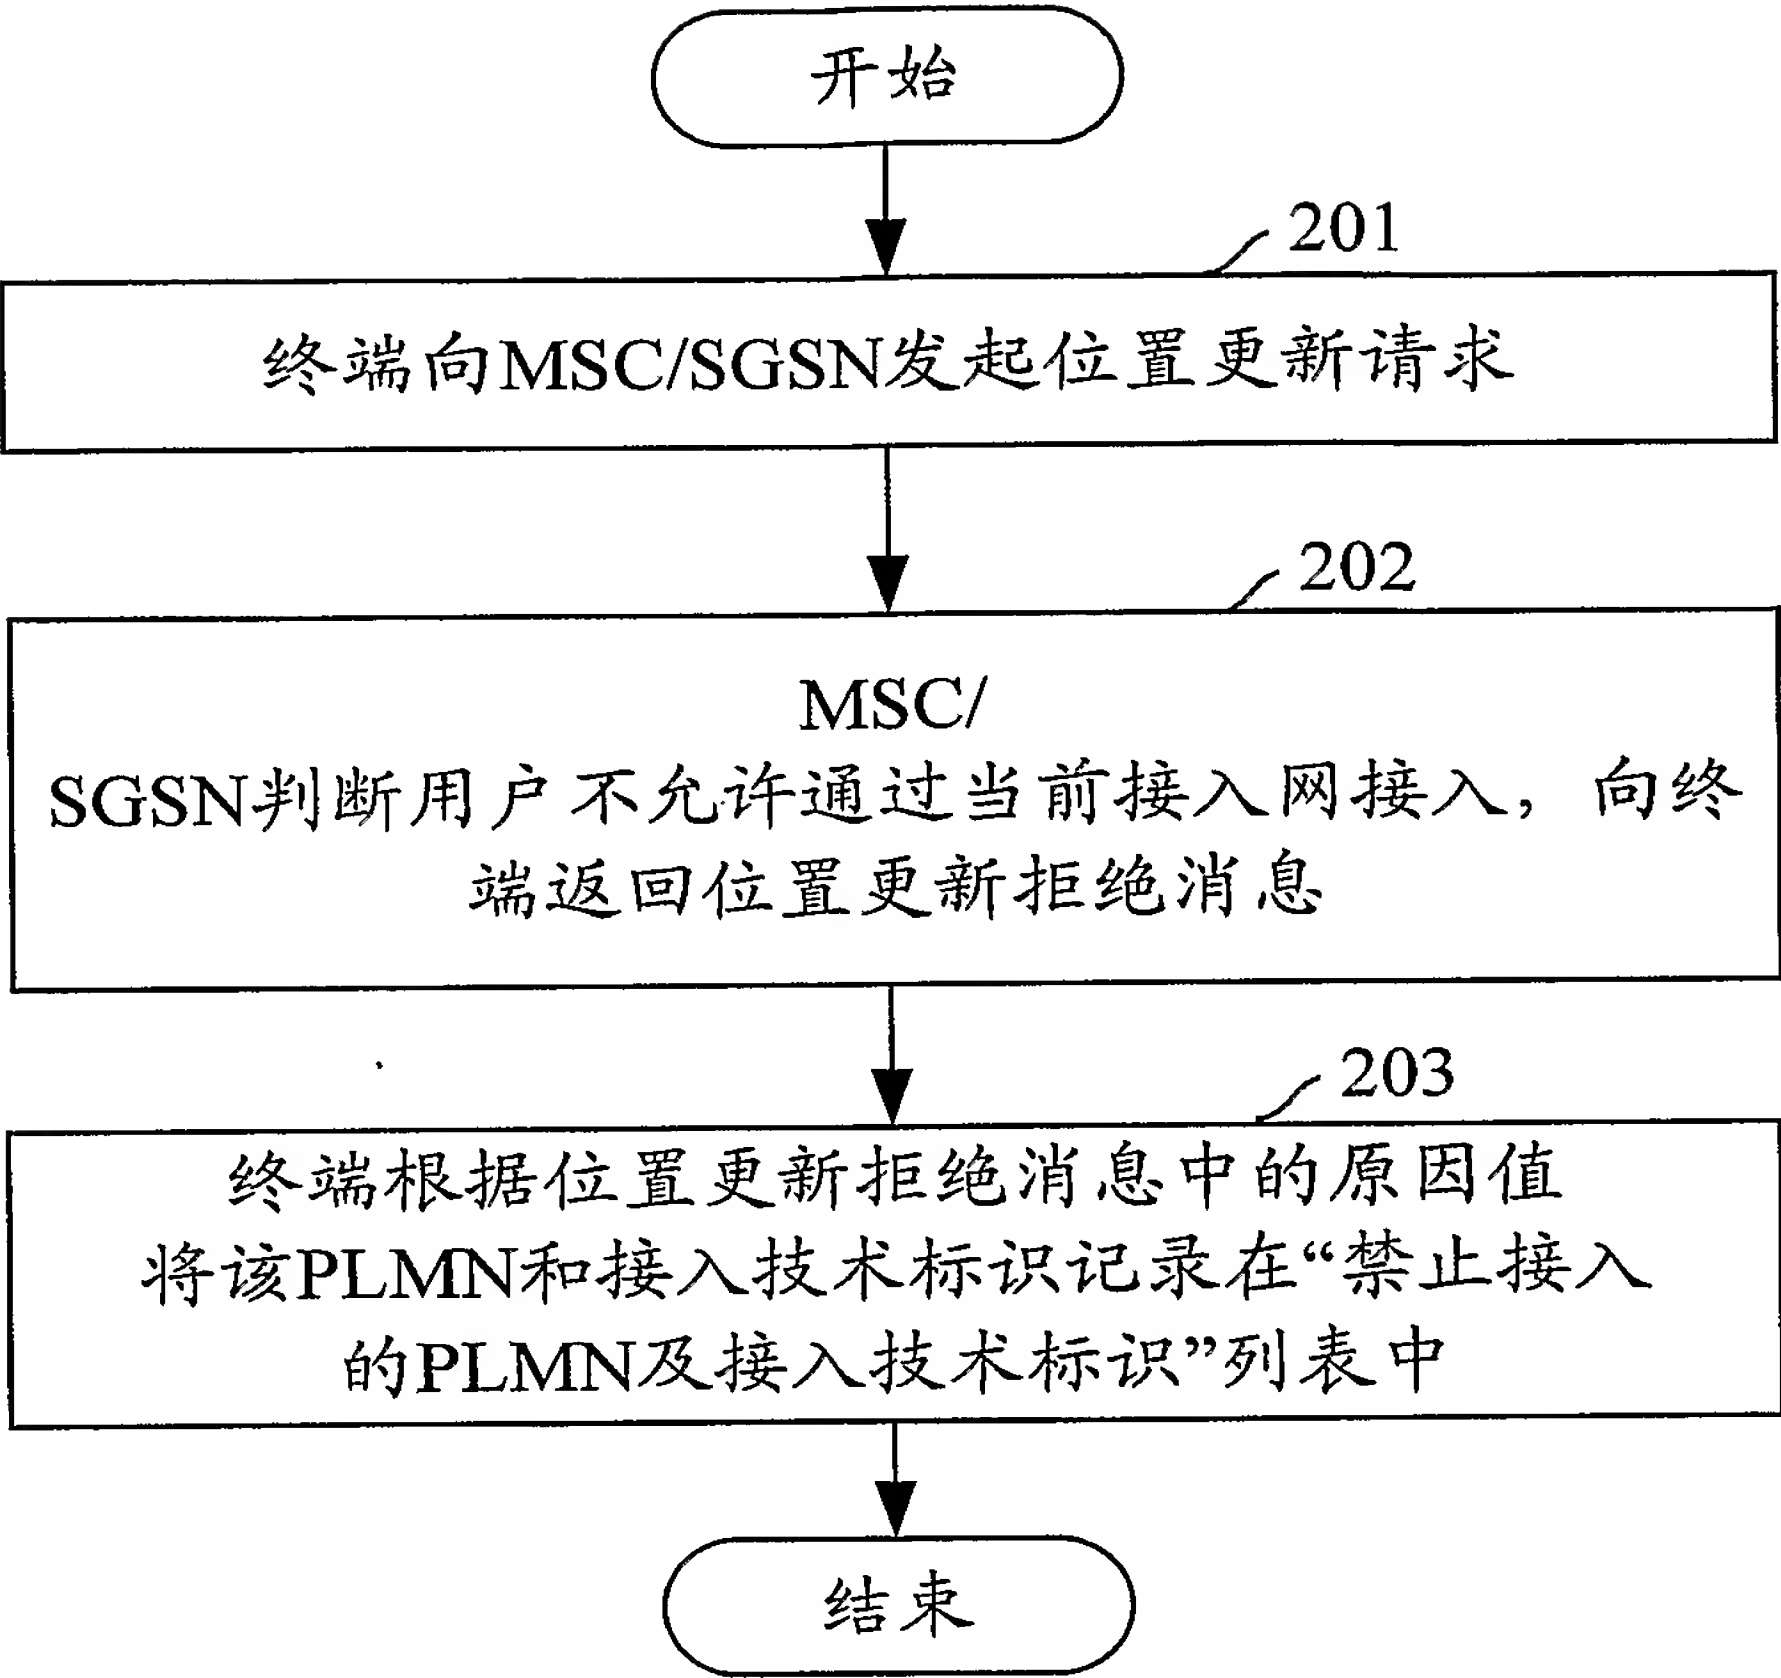 开始
201
终端向MSC/SGSN发起位置更新请求
202
MSC/
SGSN判断用户不允许通过当前接入网接入，向终
端返回位置更新拒绝消息
203
终端根据位置更新拒绝消息中的原因值
将该PLMN和接入技术标识记录在“禁止接入
的PLMN及接入技术标识”列表中
结束